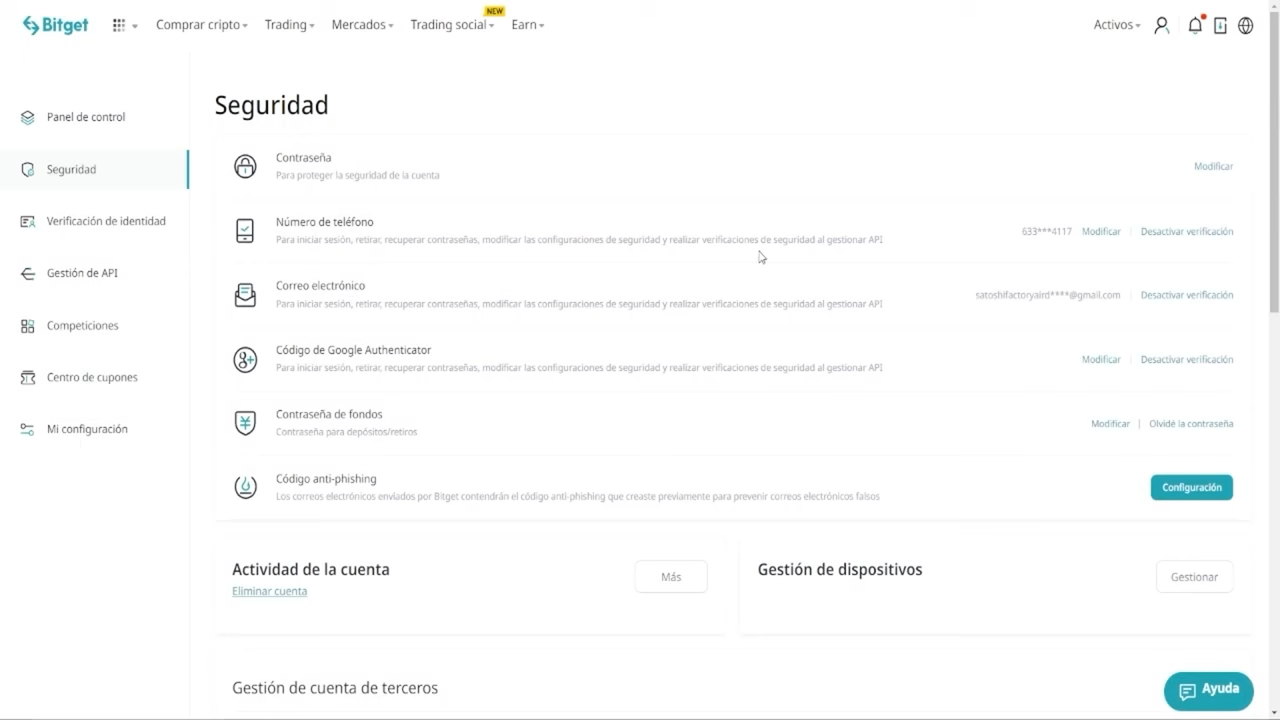 Bitget
Comprar cripto
Trading
Mercados
Trading social
NEW
Earn
Activos
Panel de control
Seguridad
Verificación de identidad
Gestión de API
Competiciones
Centro de cupones
Mi configuración
Seguridad
Contraseña
Para proteger la seguridad de la cuenta
Modificar
Número de teléfono
Para iniciar sesión, retirar, recuperar contraseñas, modificar las configuraciones de seguridad y realizar verificaciones de seguridad al gestionar API
633***4117 Modificar | Desactivar verificación
Correo electrónico
Para iniciar sesión, retirar, recuperar contraseñas, modificar las configuraciones de seguridad y realizar verificaciones de seguridad al gestionar API
satoshifactoryaird****@gmail.com | Desactivar verificación
Código de Google Authenticator
Para iniciar sesión, retirar, recuperar contraseñas, modificar las configuraciones de seguridad y realizar verificaciones de seguridad al gestionar API
Modificar | Desactivar verificación
Contraseña de fondos
Contraseña para depósitos/retiros
Modificar | Olvidé la contraseña
Código anti-phishing
Los correos electrónicos enviados por Bitget contendrán el código anti-phishing que creaste previamente para prevenir correos electrónicos falsos
Configuración
Actividad de la cuenta
Eliminar cuenta
Más
Gestión de dispositivos
Gestionar
Gestión de cuenta de terceros
Ayuda